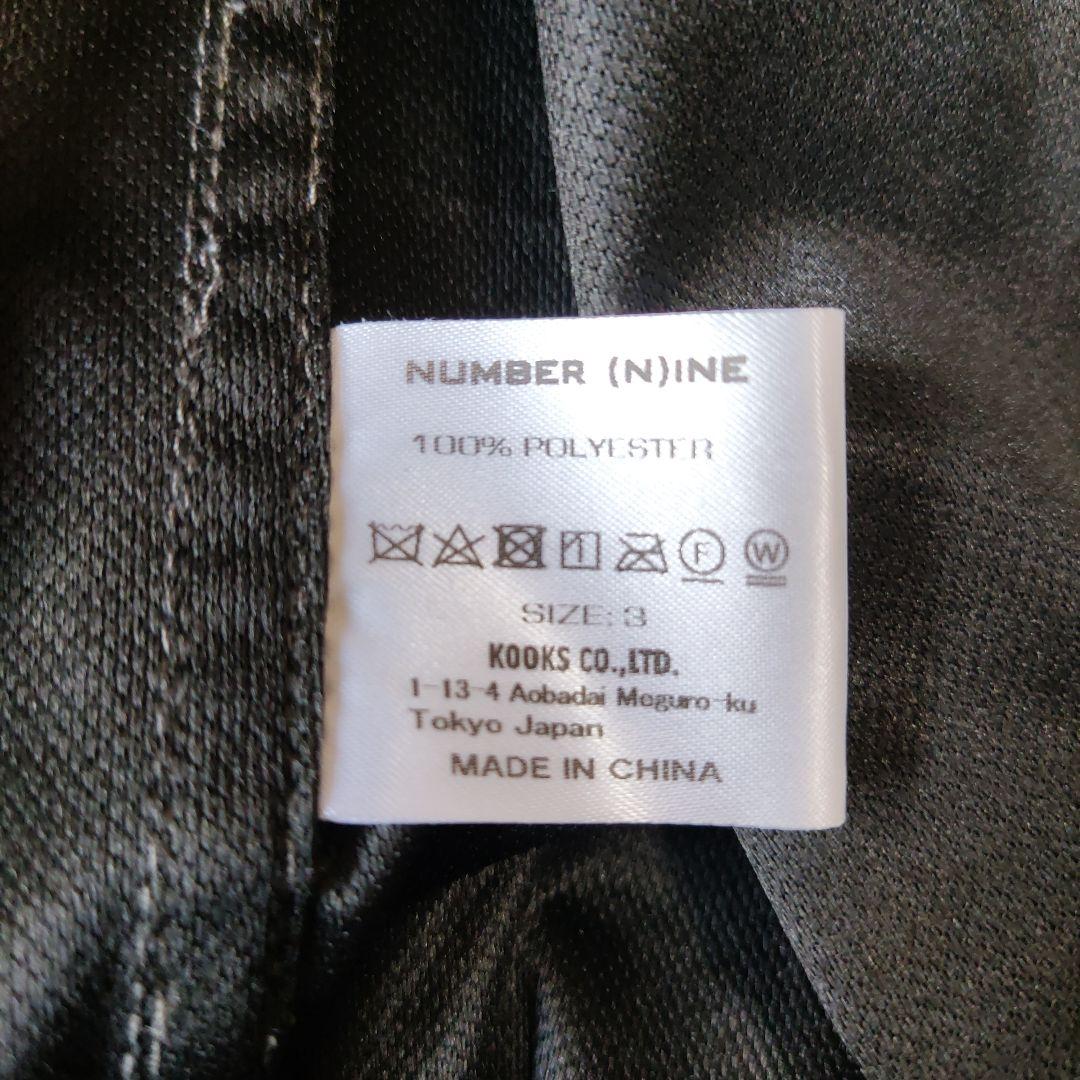 NUMBER (N)INE
100% POLYESTER
F W
SIZE: 3
KOOKS CO.,LTD.
1-13-4 Aobadai Meguro-ku
Tokyo Japan
MADE IN CHINA